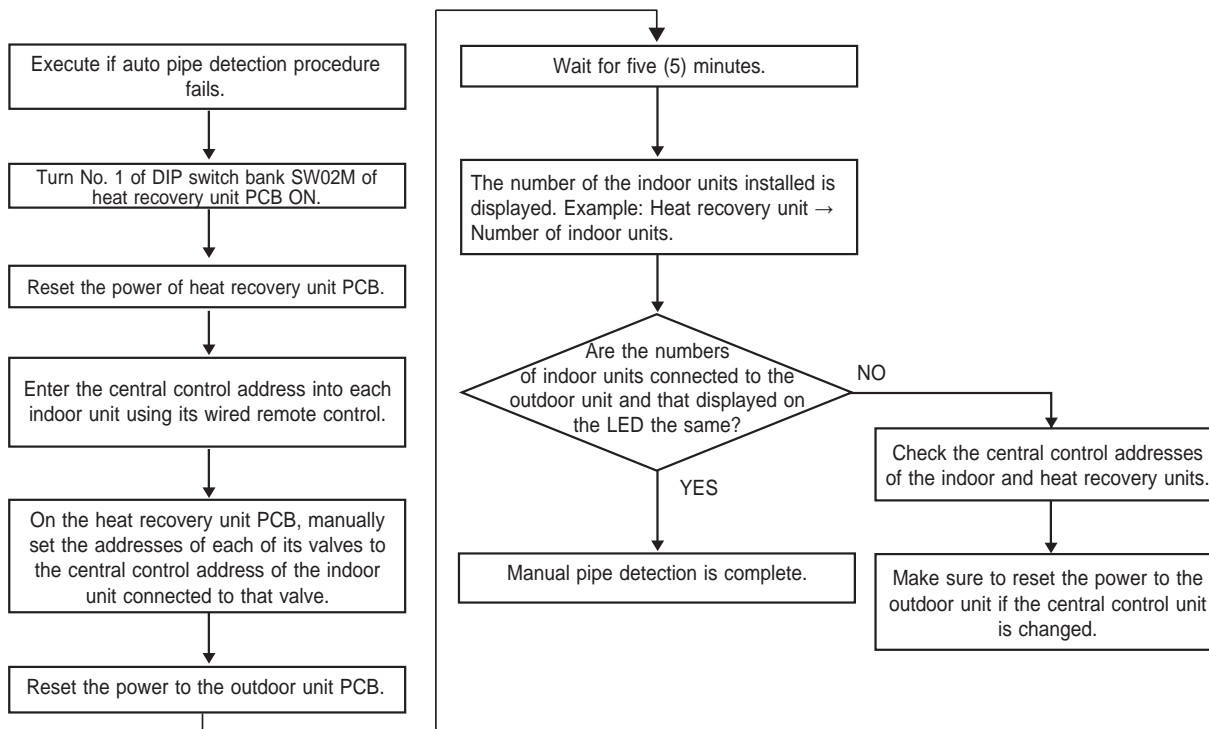 Execute if auto pipe detection procedure
fails.
Turn No. 1 of DIP switch bank SW02M of
heat recovery unit PCB ON.
Reset the power of heat recovery unit PCB.
Enter the central control address into each
indoor unit using its wired remote control.
On the heat recovery unit PCB, manually
set the addresses of each of its valves to
the central control address of the indoor
unit connected to that valve.
Reset the power to the outdoor unit PCB.
Wait for five (5) minutes.
The number of the indoor units installed is
displayed. Example: Heat recovery unit →
Number of indoor units.
Are the numbers
of indoor units connected to the
outdoor unit and that displayed on
the LED the same?
NO
YES
Manual pipe detection is complete.
Check the central control addresses
of the indoor and heat recovery units.
Make sure to reset the power to the
outdoor unit if the central control unit
is changed.